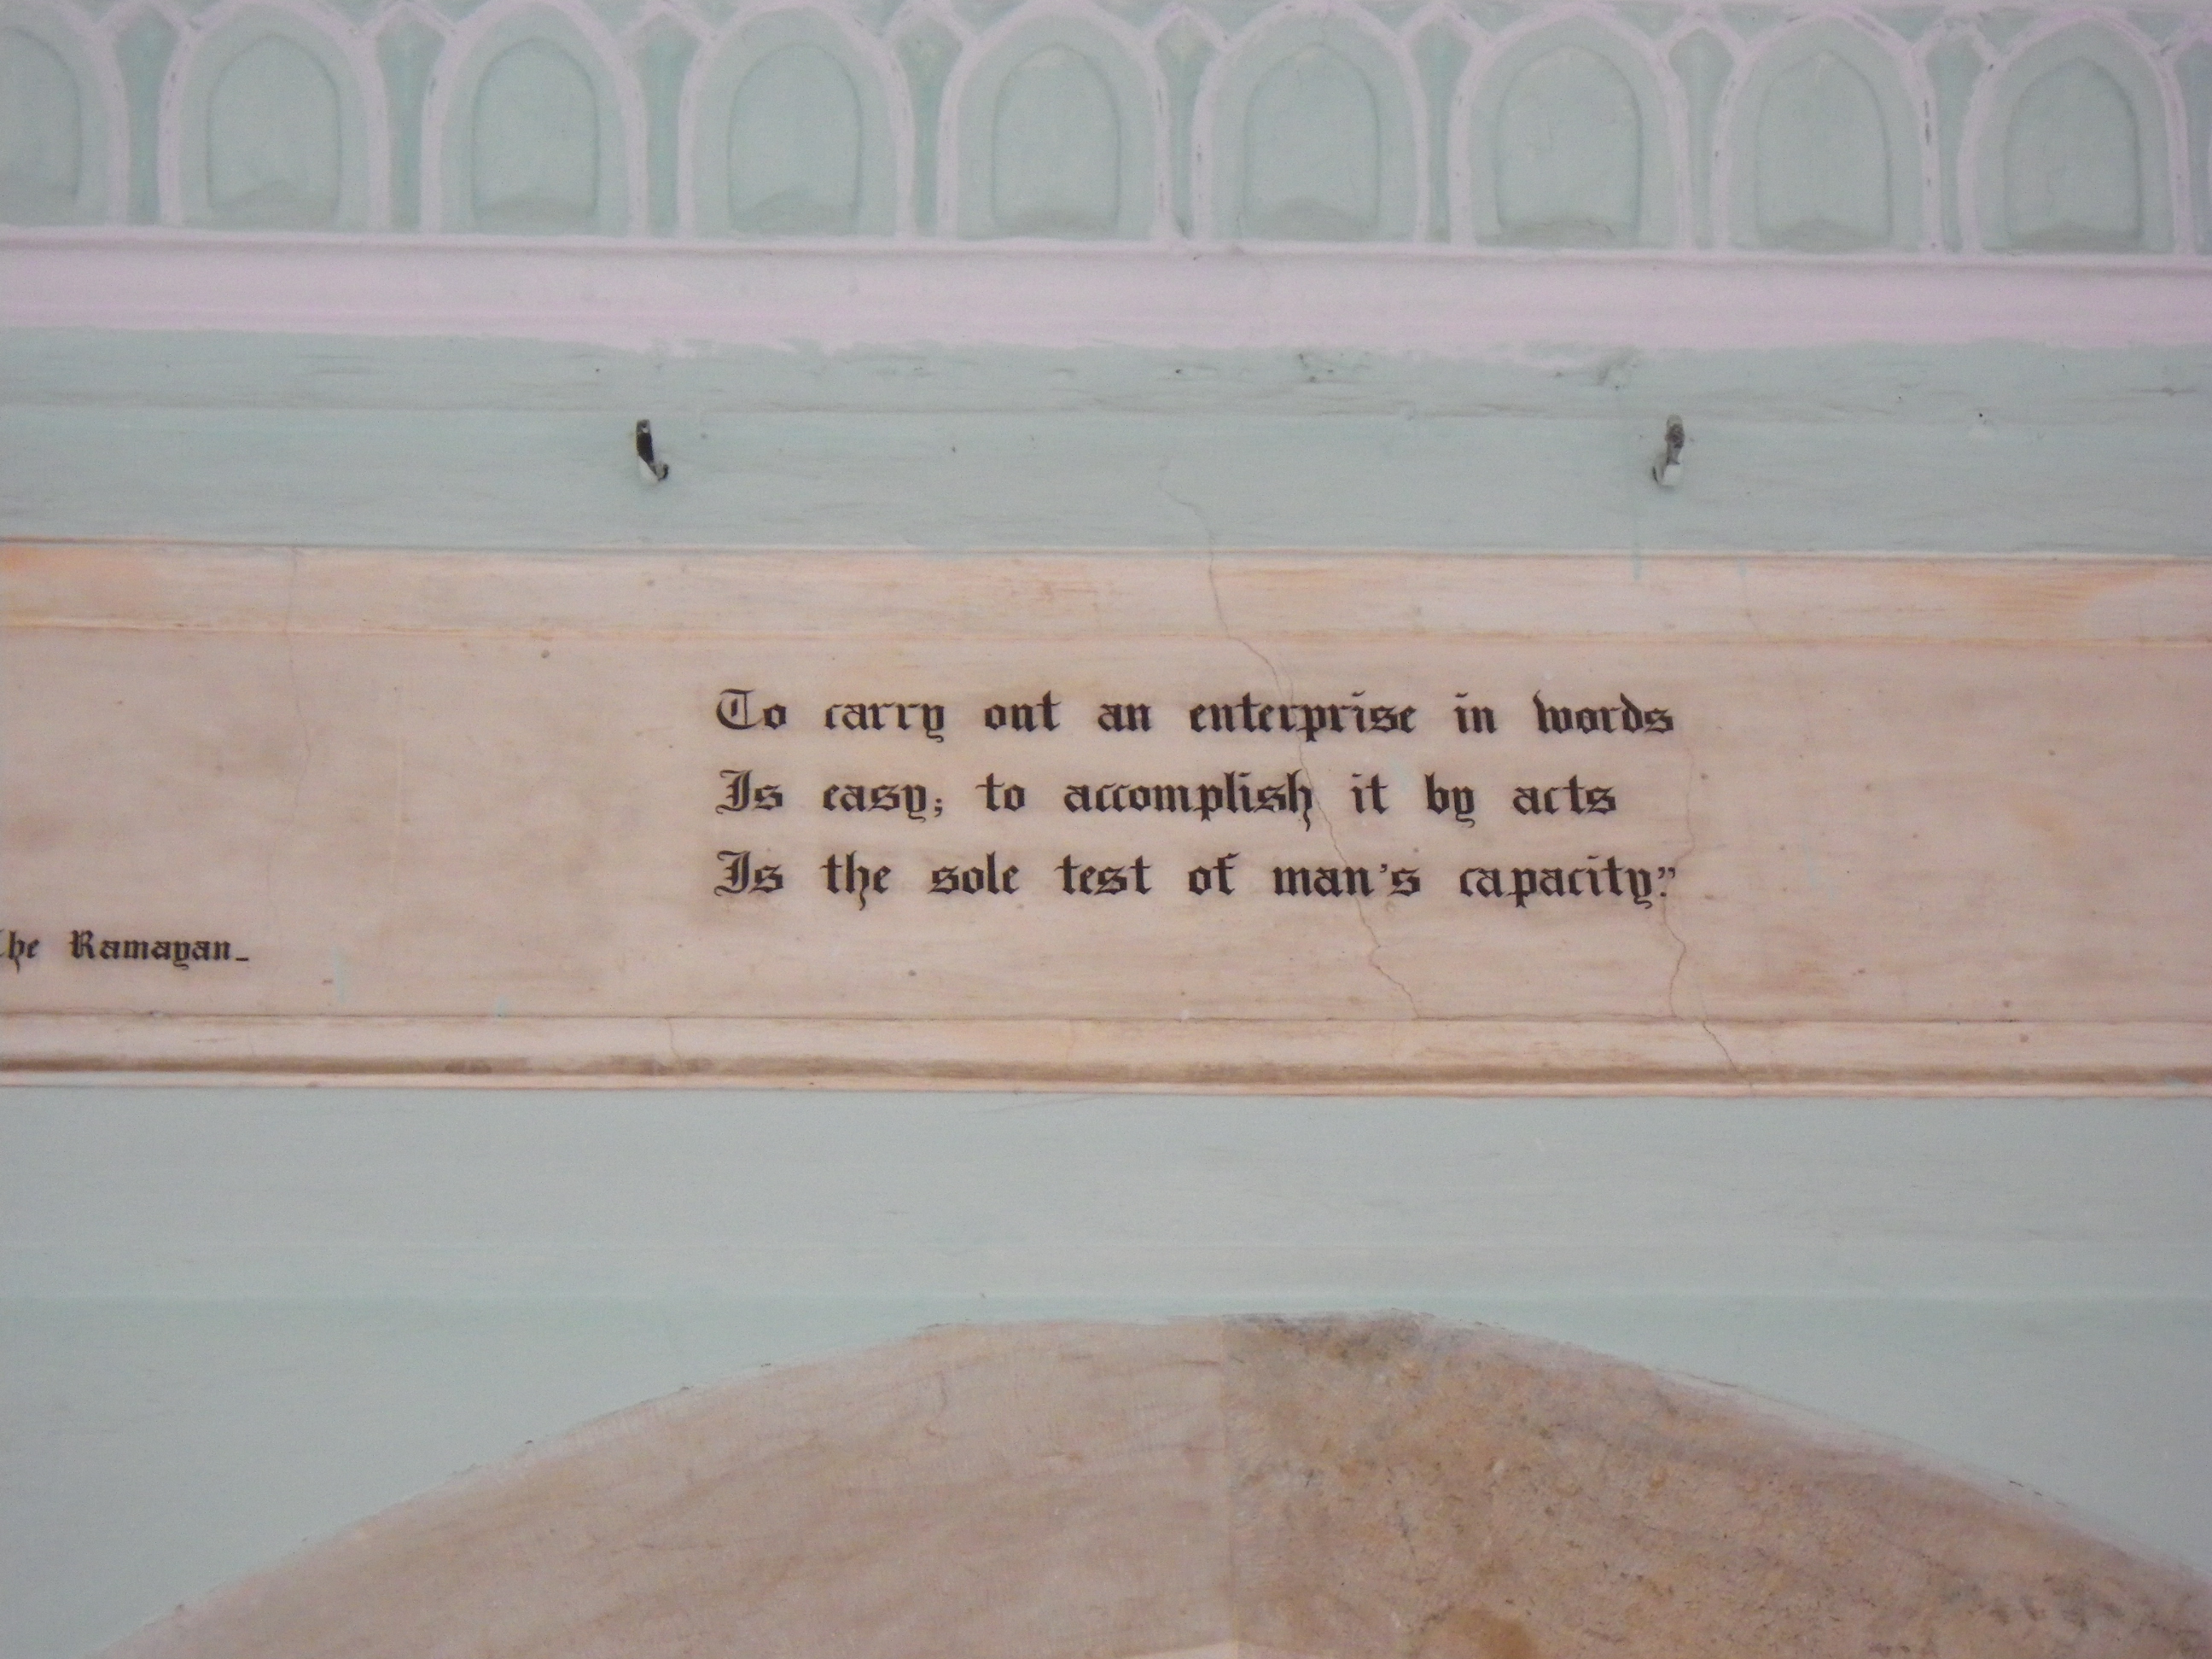 To carry out an enterprise in words
Is easy; to accomplish it by acts
Is the sole test of man's capacity."
the Ramayan_